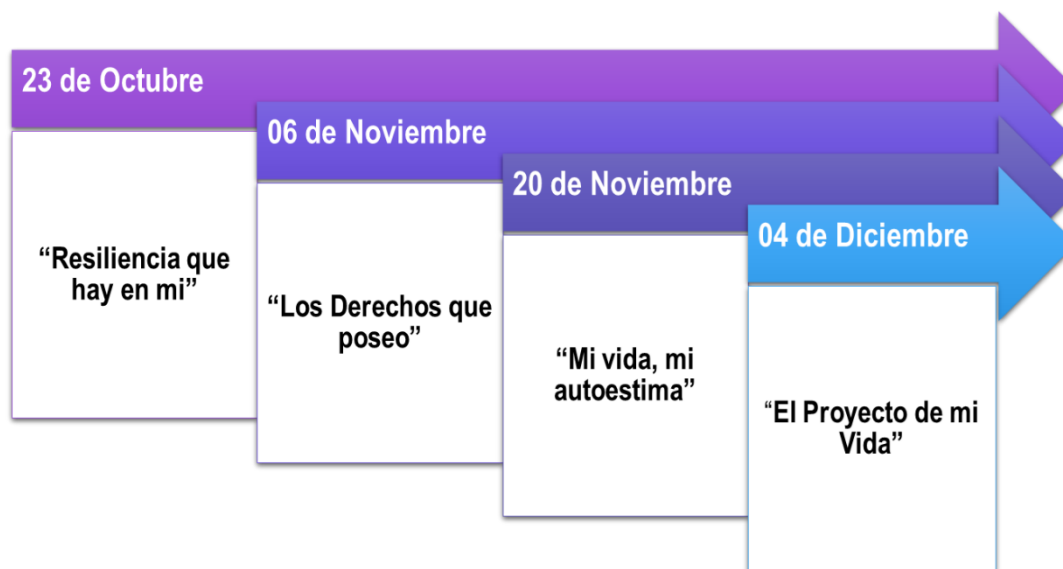 23 de Octubre
“Resiliencia que
hay en mi”
06 de Noviembre
“Los Derechos que
poseo”
20 de Noviembre
“Mi vida, mi
autoestima”
04 de Diciembre
“El Proyecto de mi
Vida”